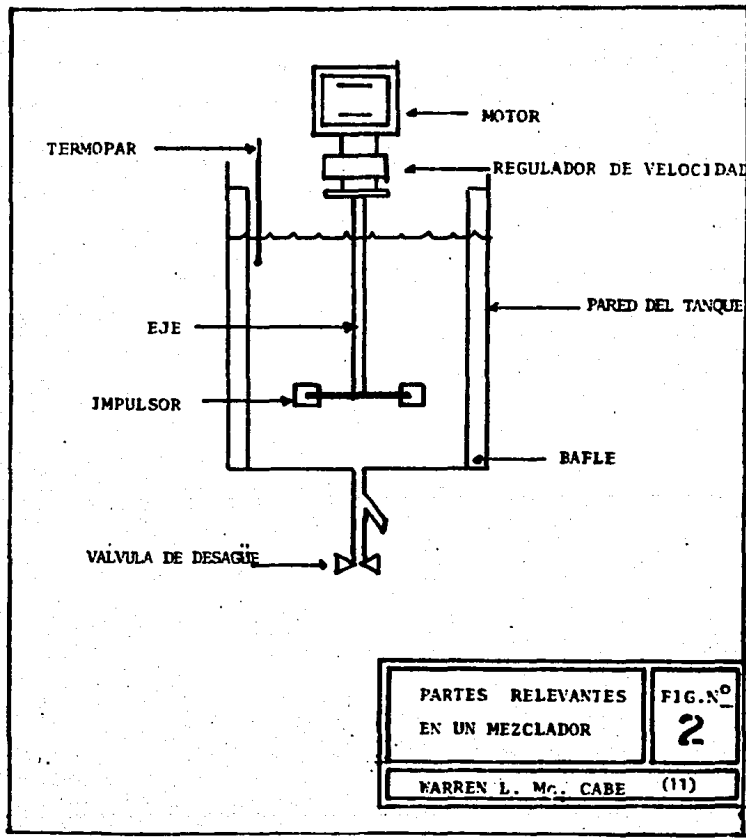 MOTOR
TERMOPAR
REGULADOR DE VELOCIDAD
PARED DEL TANQUE
EJE
IMPULSOR
BAFLE
VALVULA DE DESAGÜE
PARTES RELEVANTES
EN UN MEZCLADOR
FIG.Nº
2
WARREN L. Mc. CABE (11)